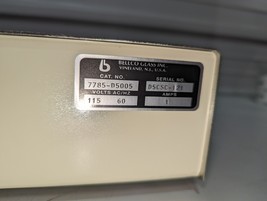 b
BELLCO GLASS INC.
VINELAND, N.J., U.S.A.
CAT. NO. SERIAL NO.
7785-D5005
VOLTS AC/HZ AMPS
115 60 1